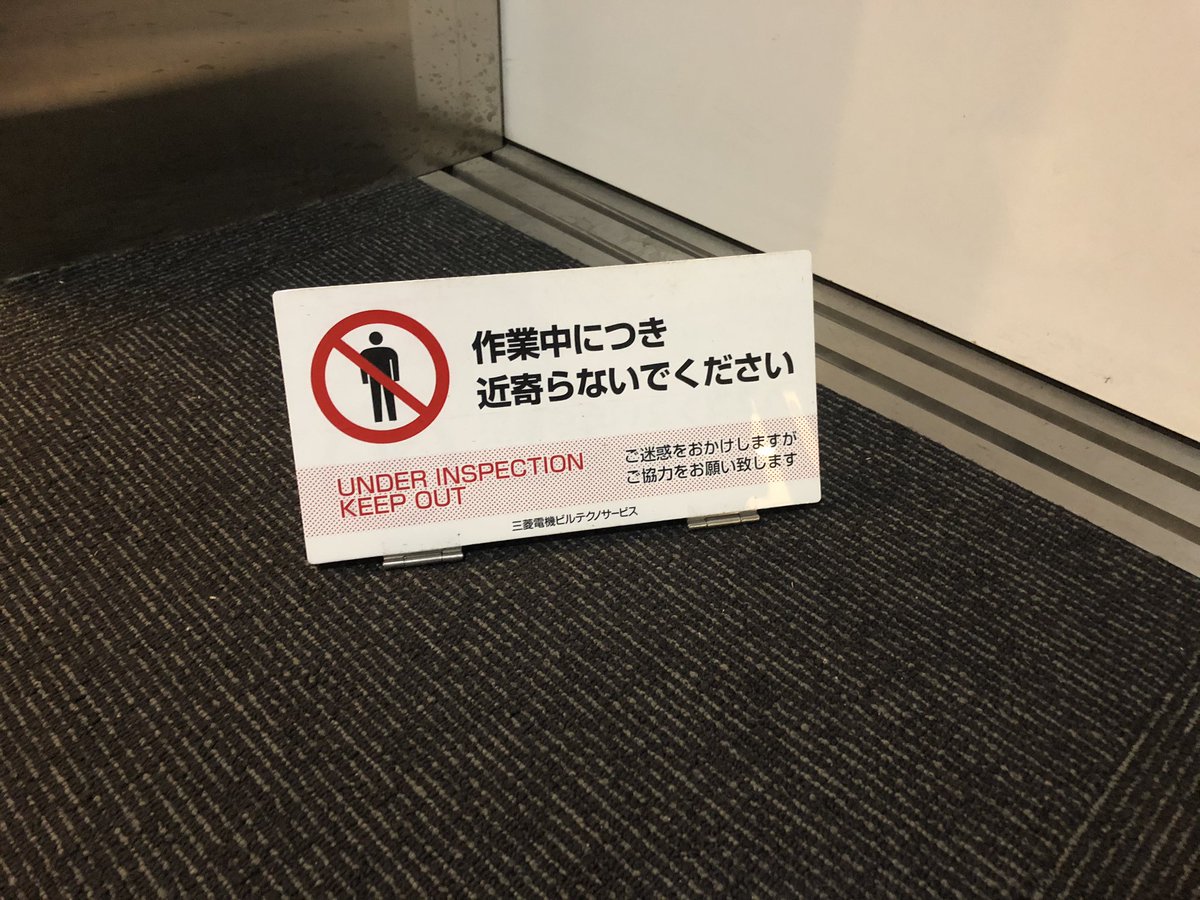 作業中につき
近寄らないでください
UNDER INSPECTION
KEEP OUT
ご迷惑をおかけしますが
ご協力をお願い致します
三菱電機ビルテクノサービス